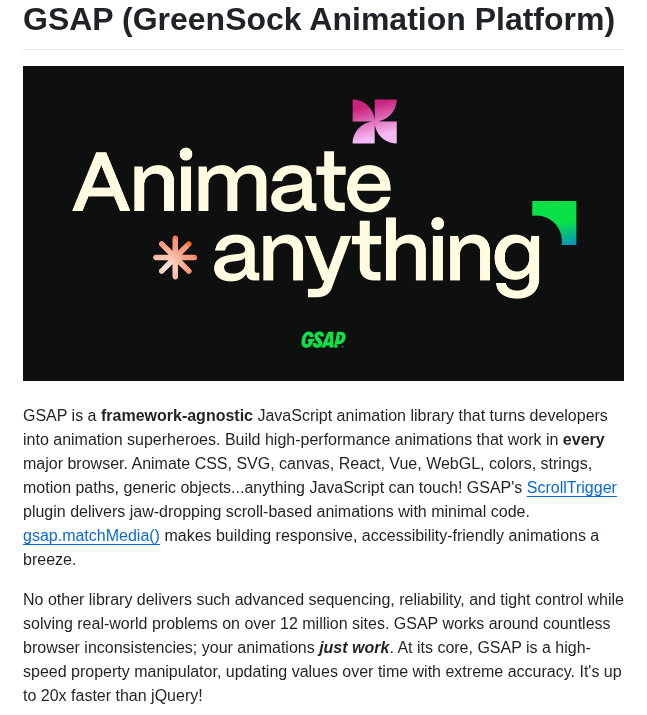 GSAP (GreenSock Animation Platform)
Animate
anything
GSAP
GSAP is a framework-agnostic JavaScript animation library that turns developers
into animation superheroes. Build high-performance animations that work in every
major browser. Animate CSS, SVG, canvas, React, Vue, WebGL, colors, strings,
motion paths, generic objects...anything JavaScript can touch! GSAP's ScrollTrigger
plugin delivers jaw-dropping scroll-based animations with minimal code.
gsap.matchMedia() makes building responsive, accessibility-friendly animations a
breeze.
No other library delivers such advanced sequencing, reliability, and tight control while
solving real-world problems on over 12 million sites. GSAP works around countless
browser inconsistencies; your animations just work. At its core, GSAP is a high-
speed property manipulator, updating values over time with extreme accuracy. It's up
to 20x faster than jQuery!